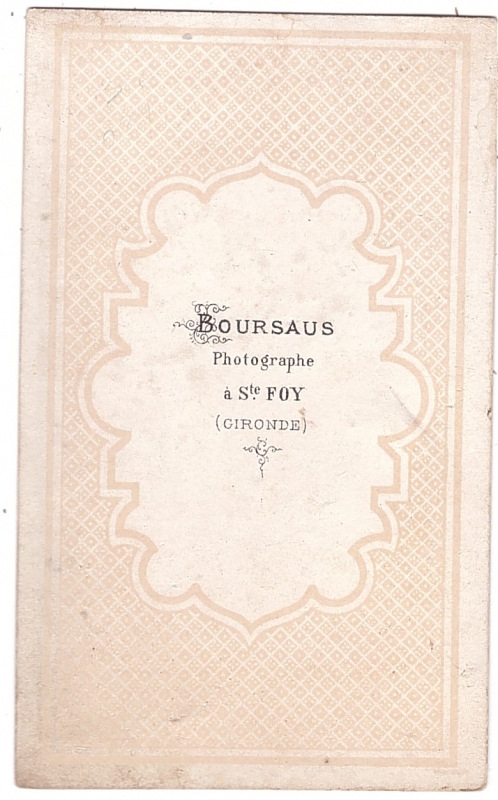 BOURSAUS
Photographe
à Ste. FOY
(GIRONDE)